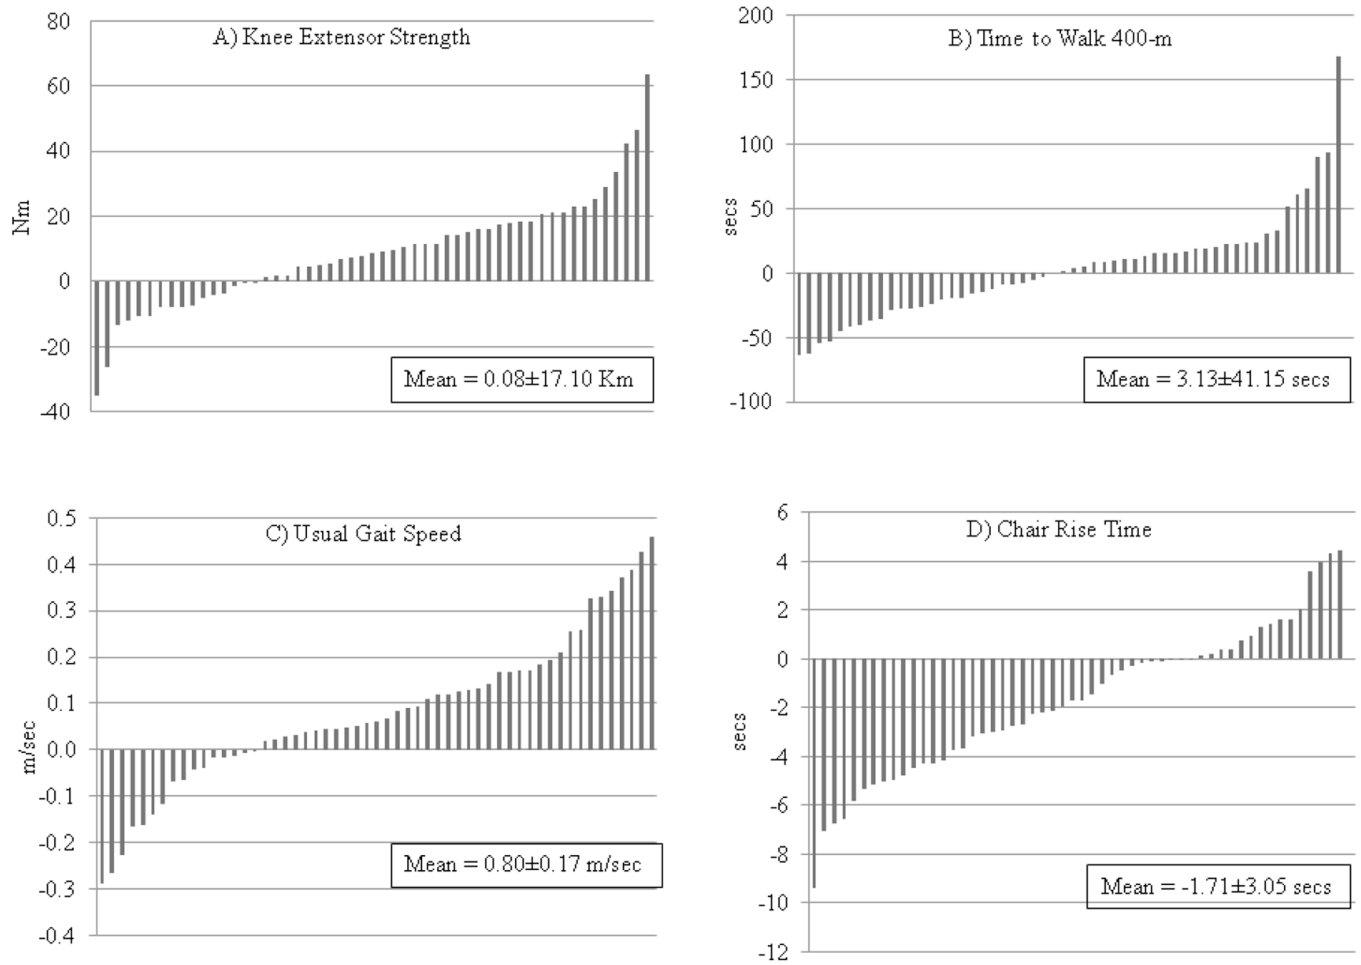 A) Knee Extensor Strength
80
60
40
20
0
-20
-40
Nm
Mean = 0.08±17.10 Km
B) Time to Walk 400-m
200
150
100
50
0
-50
-100
secs
Mean = 3.13±41.15 secs
C) Usual Gait Speed
0.5
0.4
0.3
0.2
0.1
0.0
-0.1
-0.2
-0.3
-0.4
m/sec
Mean = 0.80±0.17 m/sec
D) Chair Rise Time
6
4
2
0
-2
-4
-6
-8
-10
-12
secs
Mean = -1.71±3.05 secs